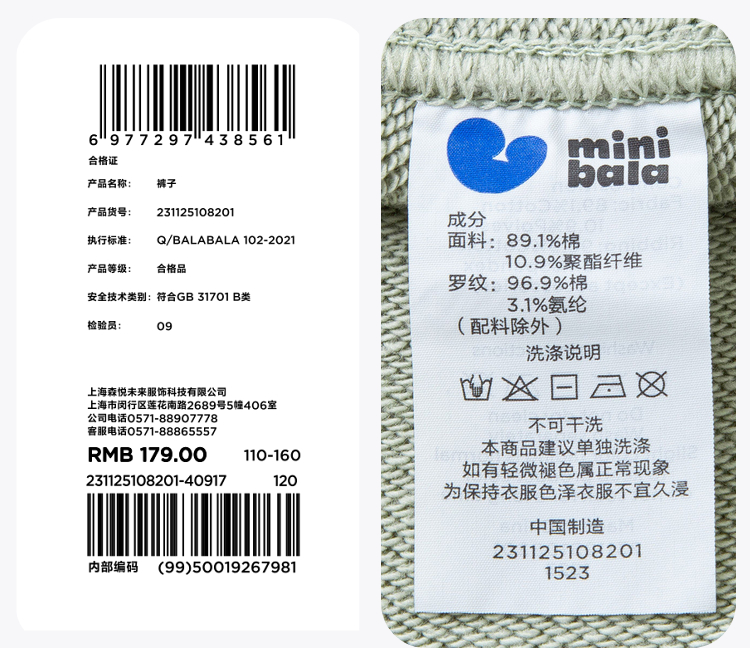 6 977297 438561
合格证
产品名称: 裤子
产品货号: 231125108201
执行标准: Q/BALABALA 102-2021
产品等级: 合格品
安全技术类别: 符合GB 31701 B类
检验员: 09
上海森悦未来服饰科技有限公司
上海市闵行区莲花南路2689号5幢406室
公司电话0571-88907778
客服电话0571-88865557
RMB 179.00 110-160
231125108201-40917 120
内部编码 (99)50019267981
mini
bala
成分
面料: 89.1%棉
10.9%聚酯纤维
罗纹: 96.9%棉
3.1%氨纶
(配料除外)
洗涤说明
不可干洗
本商品建议单独洗涤
如有轻微褪色属正常现象
为保持衣服色泽衣服不宜久浸
中国制造
231125108201
1523